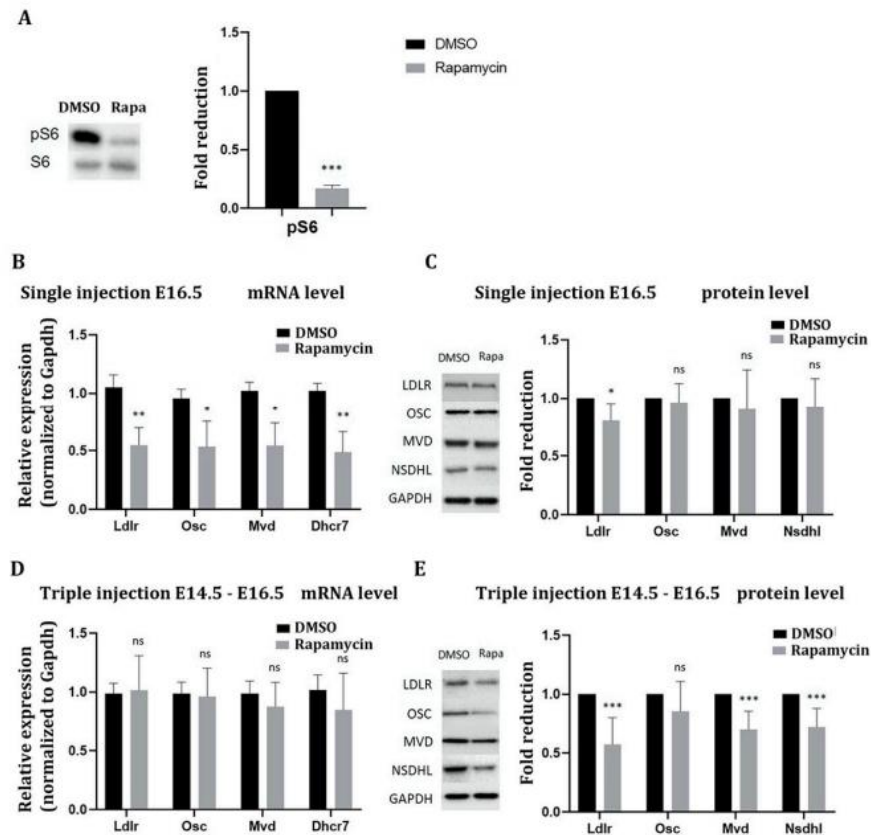 A
DMSO
Rapamycin
DMSO Rapa
pS6
S6
Fold reduction
1.5
1.0
0.5
0.0
***
pS6
B
Single injection E16.5 mRNA level
Relative expression
(normalized to Gapdh)
1.5
1.0
0.5
0.0
DMSO
Rapamycin
** * * **
Ldlr Osc Mvd Dhcr7
C
Single injection E16.5 protein level
DMSO Rapa
LDLR
OSC
MVD
NSDHL
GAPDH
Fold reduction
1.5
1.0
0.5
0.0
DMSO
Rapamycin
* ns ns ns
Ldlr Osc Mvd Nsdhl
D
Triple injection E14.5 - E16.5 mRNA level
Relative expression
(normalized to Gapdh)
1.5
1.0
0.5
0.0
DMSO
Rapamycin
ns ns ns ns
Ldlr Osc Mvd Dhcr7
E
Triple injection E14.5 - E16.5 protein level
DMSO Rapa
LDLR
OSC
MVD
NSDHL
GAPDH
Fold reduction
1.5
1.0
0.5
0.0
DMSO
Rapamycin
*** ns *** ***
Ldlr Osc Mvd Nsdhl